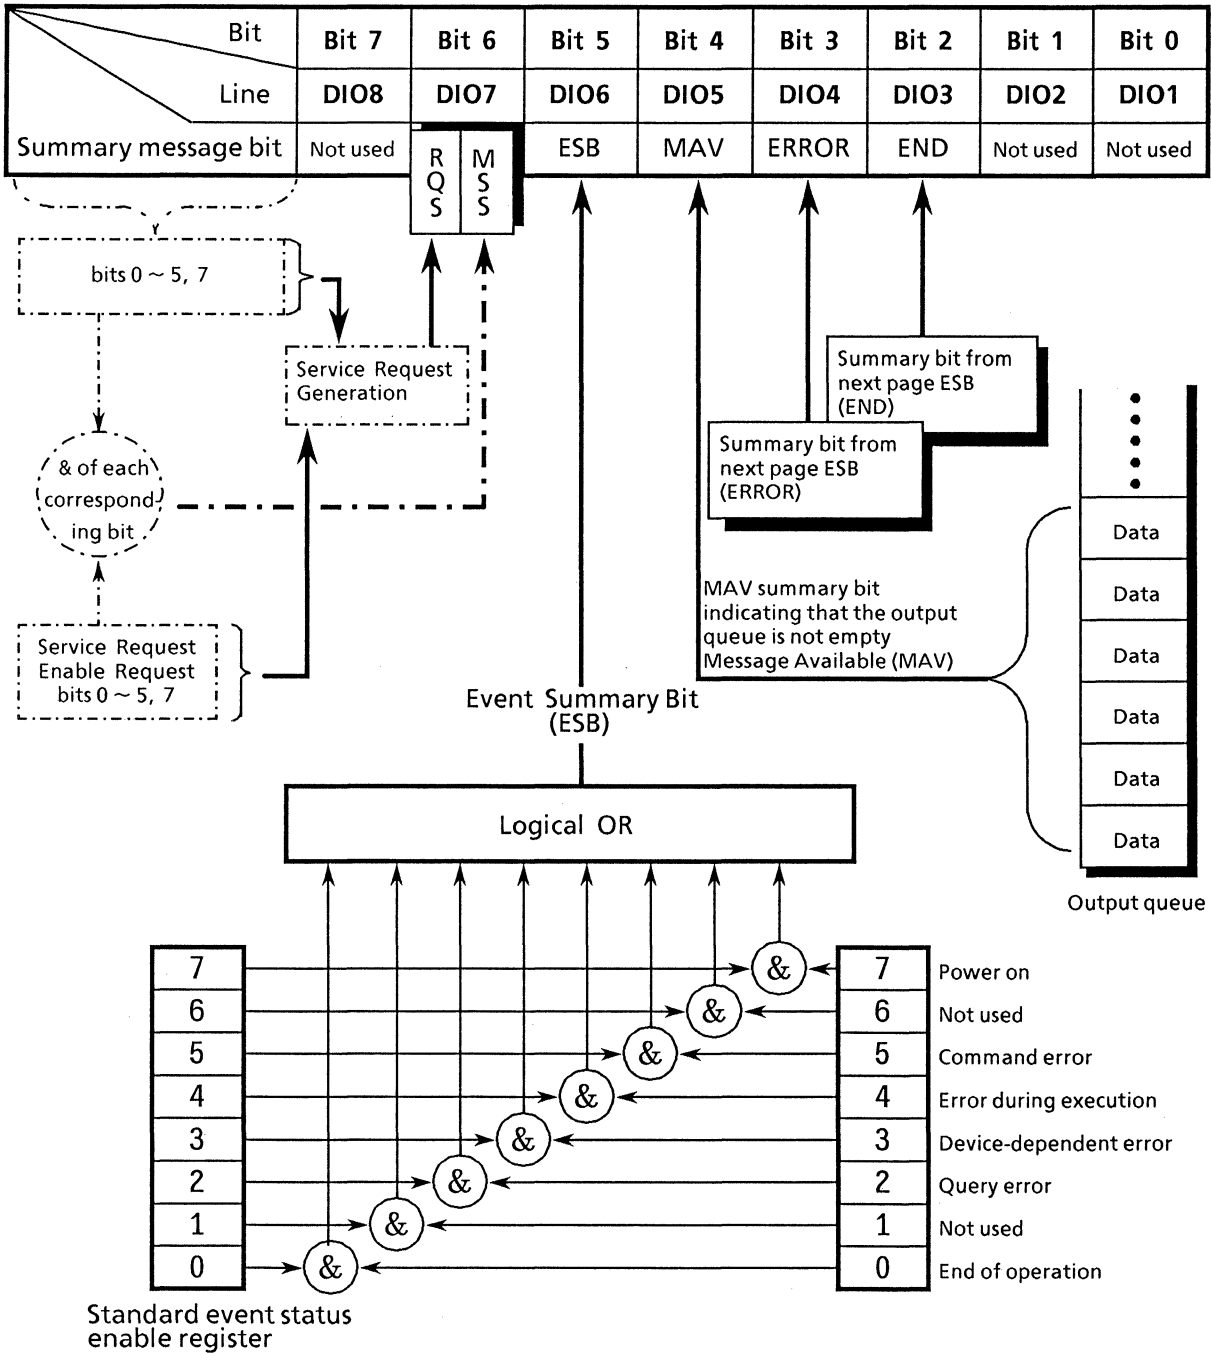 Bit Bit 7 Bit 6 Bit 5 Bit 4 Bit 3 Bit 2 Bit 1 Bit 0
Line DIO8 DIO7 DIO6 DIO5 DIO4 DIO3 DIO2 DIO1
Summary message bit Not used RQS MSS ESB MAV ERROR END Not used Not used
bits 0 ~ 5, 7
Service Request
Generation
Summary bit from
next page ESB
(END)
Summary bit from
next page ESB
(ERROR)
& of each
correspond-
ing bit
Service Request
Enable Request
bits 0 ~ 5, 7
MAV summary bit
indicating that the output
queue is not empty
Message Available (MAV)
Data
Data
Data
Data
Data
Data
Output queue
Event Summary Bit
(ESB)
Logical OR
7 & 7 Power on
6 & 6 Not used
5 & 5 Command error
4 & 4 Error during execution
3 & 3 Device-dependent error
2 & 2 Query error
1 & 1 Not used
0 & 0 End of operation
Standard event status
enable register